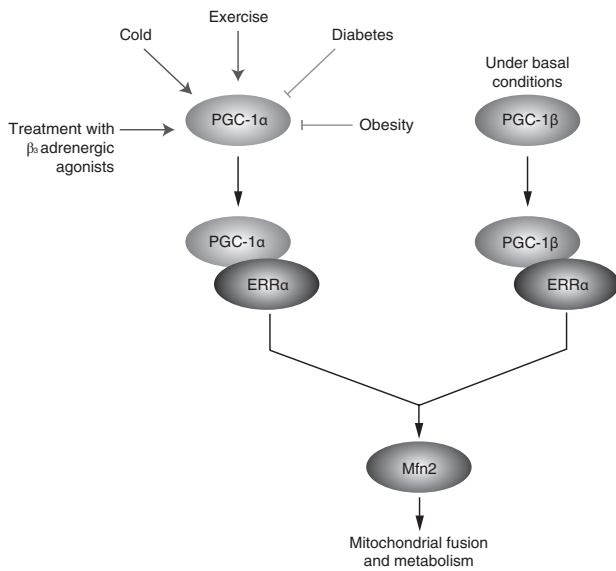 Exercise
Cold
Diabetes
Under basal
conditions
PGC-1α
PGC-1β
Treatment with
β₃ adrenergic
agonists
Obesity
PGC-1α
PGC-1β
ERRα
ERRα
Mfn2
Mitochondrial fusion
and metabolism